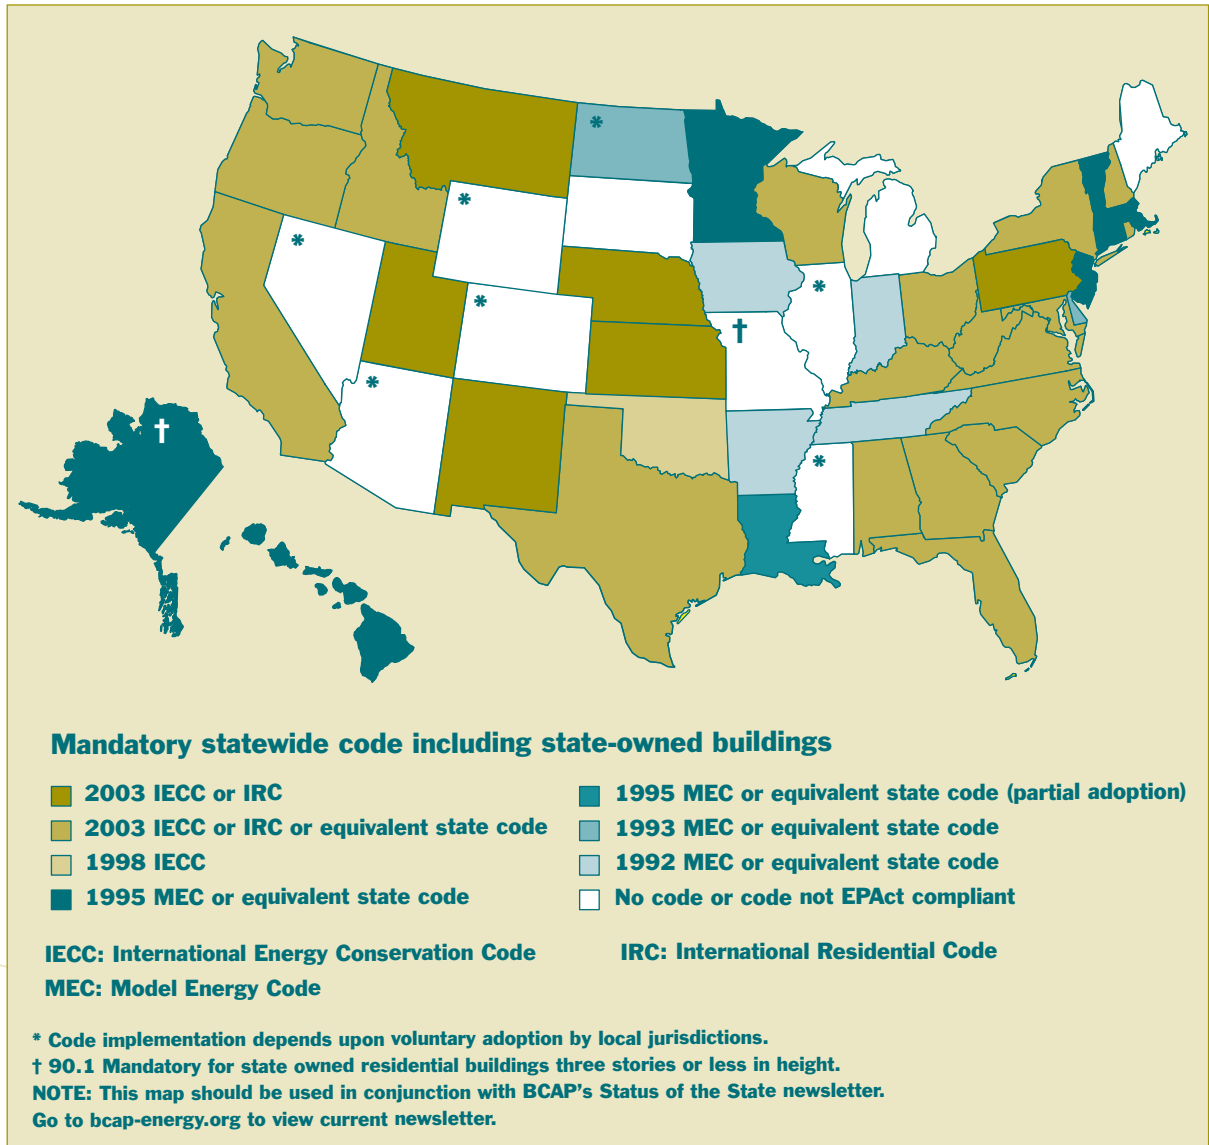 *
*
*
*
*
†
*
*
†
Mandatory statewide code including state-owned buildings
2003 IECC or IRC
2003 IECC or IRC or equivalent state code
1998 IECC
1995 MEC or equivalent state code
1995 MEC or equivalent state code (partial adoption)
1993 MEC or equivalent state code
1992 MEC or equivalent state code
No code or code not EPAct compliant
IECC: International Energy Conservation Code
IRC: International Residential Code
MEC: Model Energy Code
* Code implementation depends upon voluntary adoption by local jurisdictions.
† 90.1 Mandatory for state owned residential buildings three stories or less in height.
NOTE: This map should be used in conjunction with BCAP’s Status of the State newsletter.
Go to bcap-energy.org to view current newsletter.